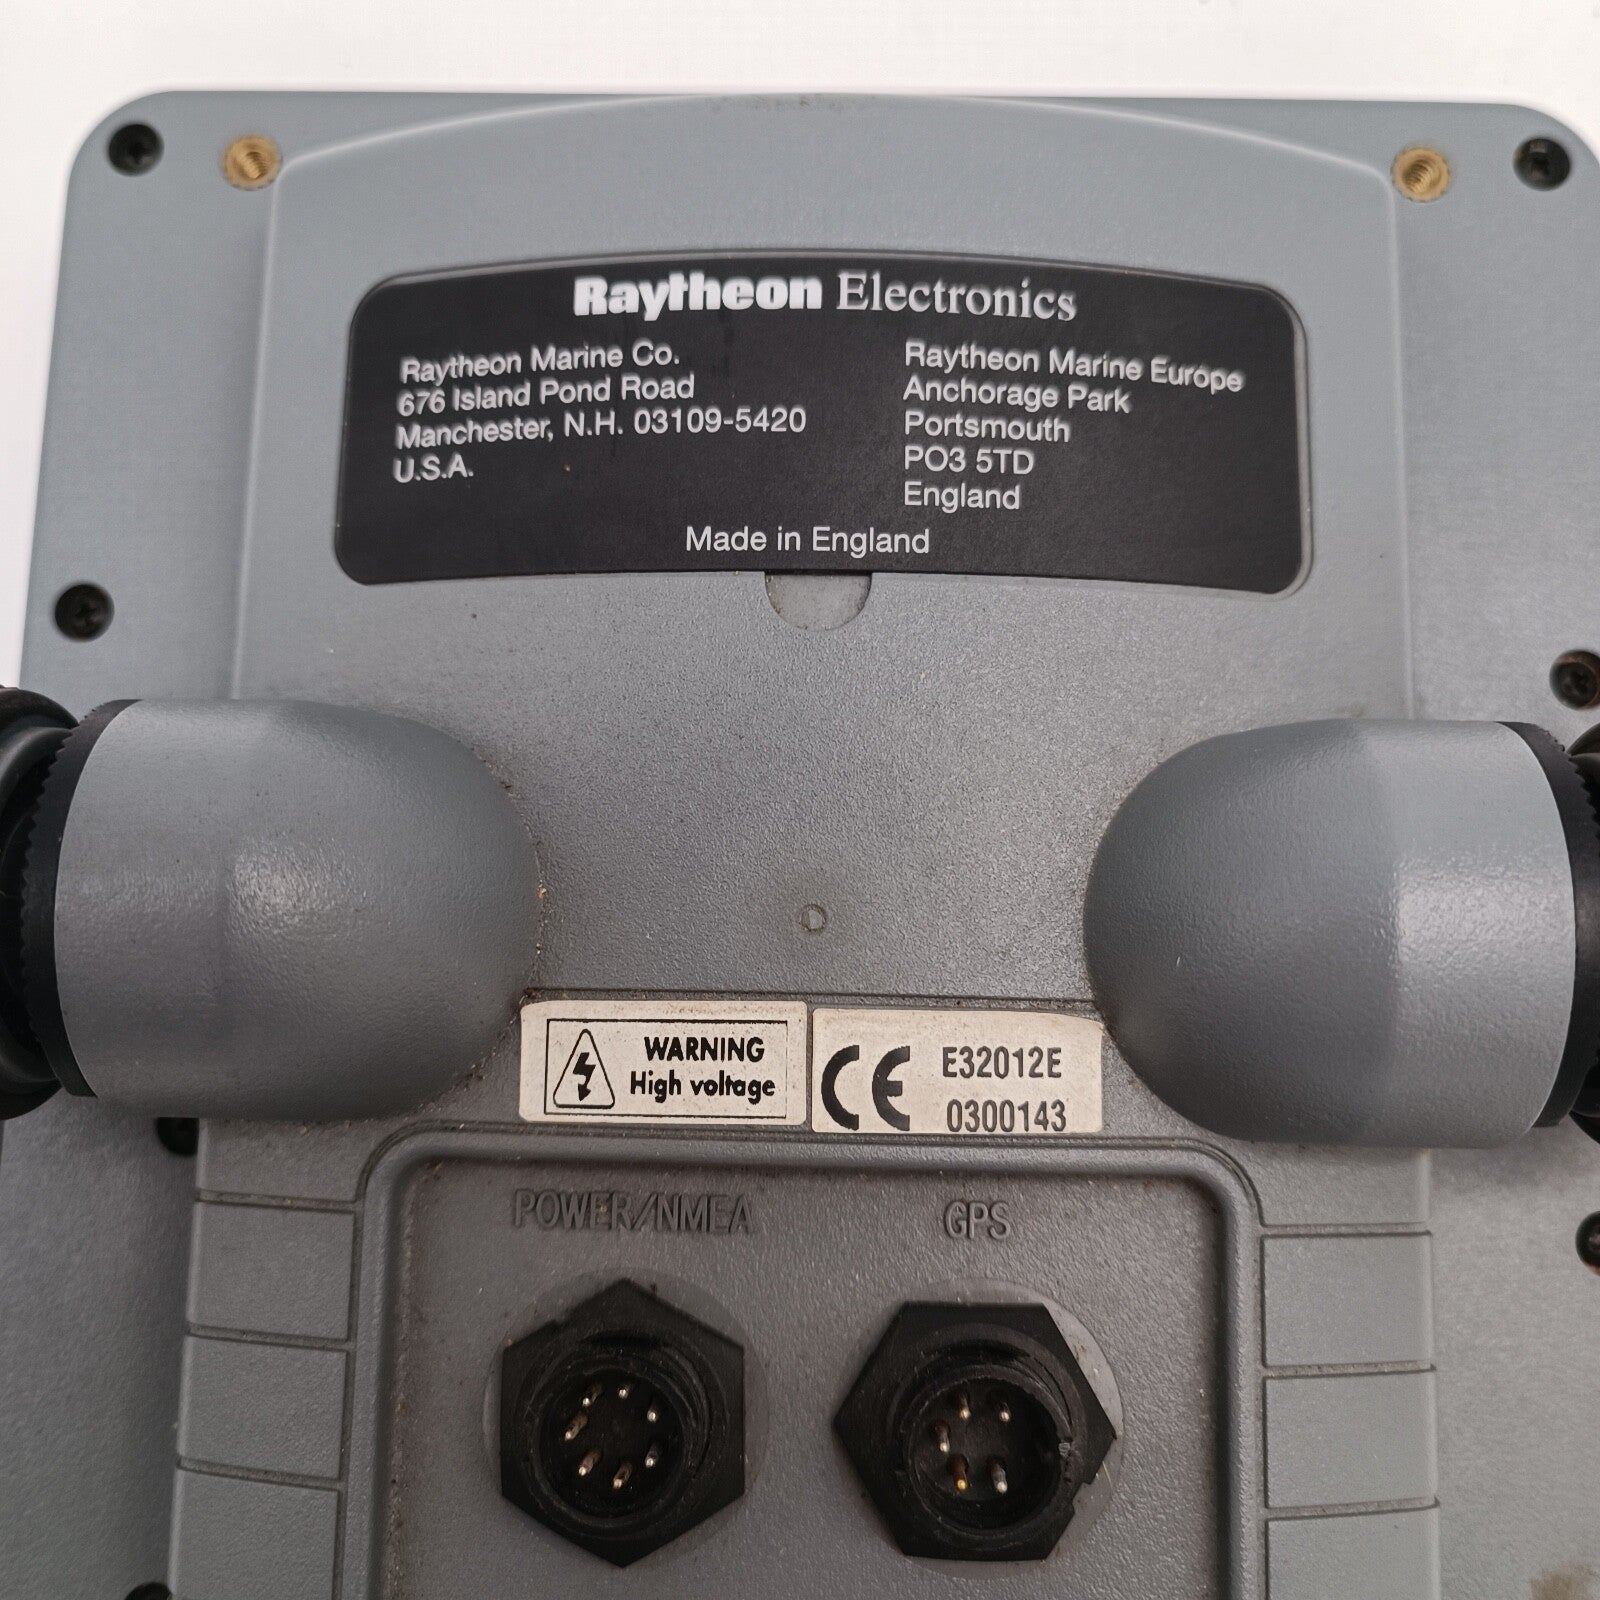 Raytheon Electronics
Raytheon Marine Co.
676 Island Pond Road
Manchester, N.H. 03109-5420
U.S.A.
Raytheon Marine Europe
Anchorage Park
Portsmouth
PO3 5TD
England
Made in England
WARNING
High voltage
CE
E32012E
0300143
POWER/NMEA
GPS